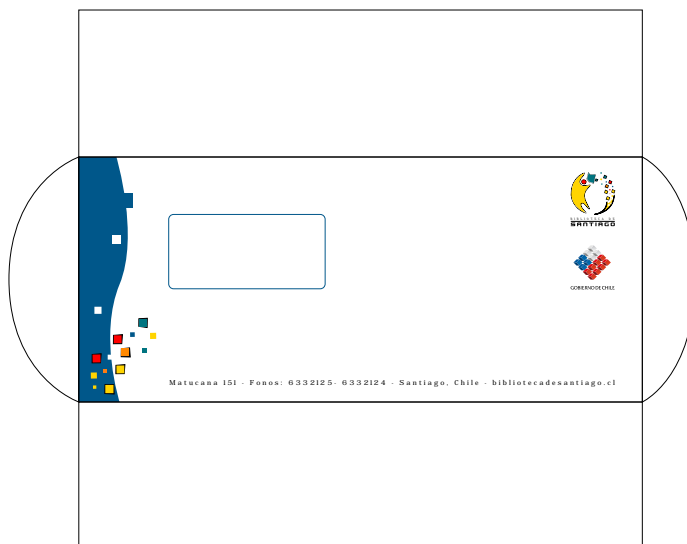 BIBLIOTECA DE
SANTIAGO
GOBIERNO DE CHILE
Matucana 151 - Fonos: 6332125- 6332124 - Santiago, Chile - bibliotecadesantiago.cl